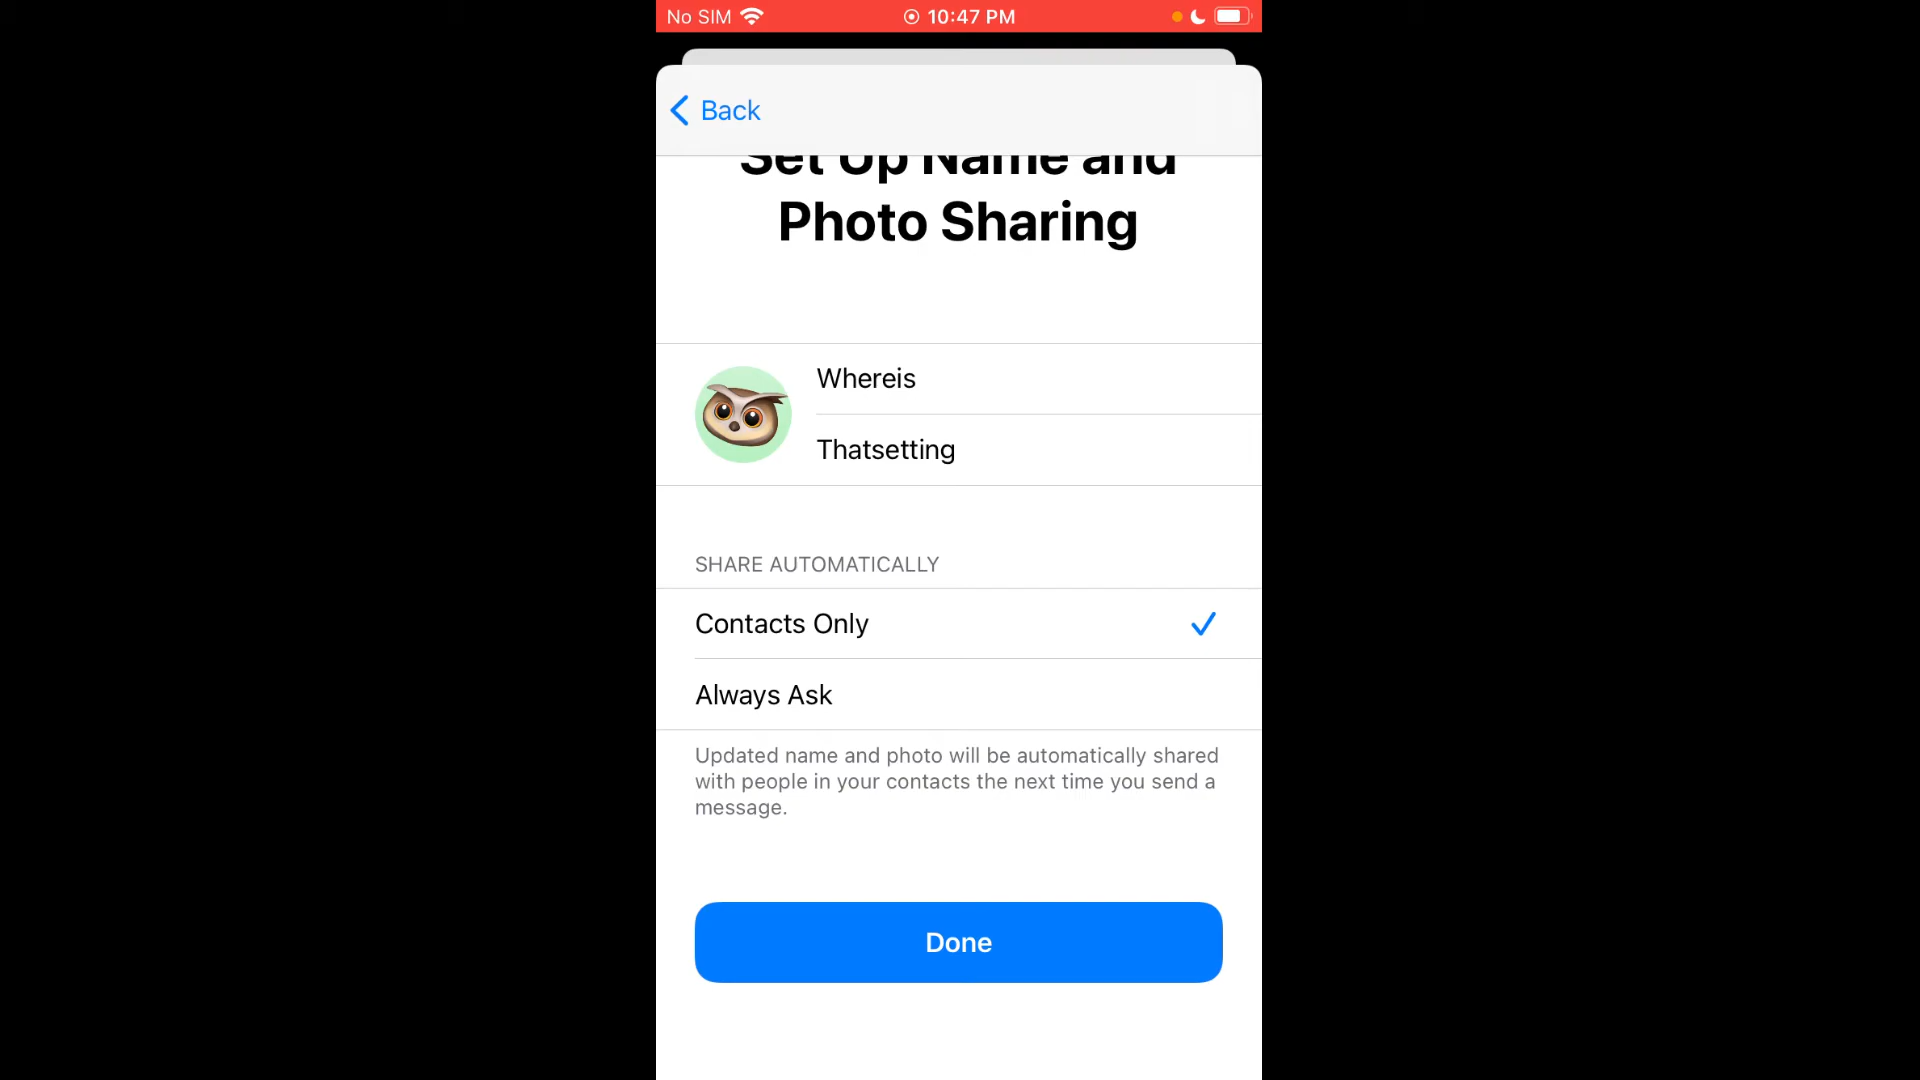 No SIM 10:47 PM
Back
Set Up Name and
Photo Sharing
Whereis
Thatsetting
SHARE AUTOMATICALLY
Contacts Only
Always Ask
Updated name and photo will be automatically shared
with people in your contacts the next time you send a
message.
Done